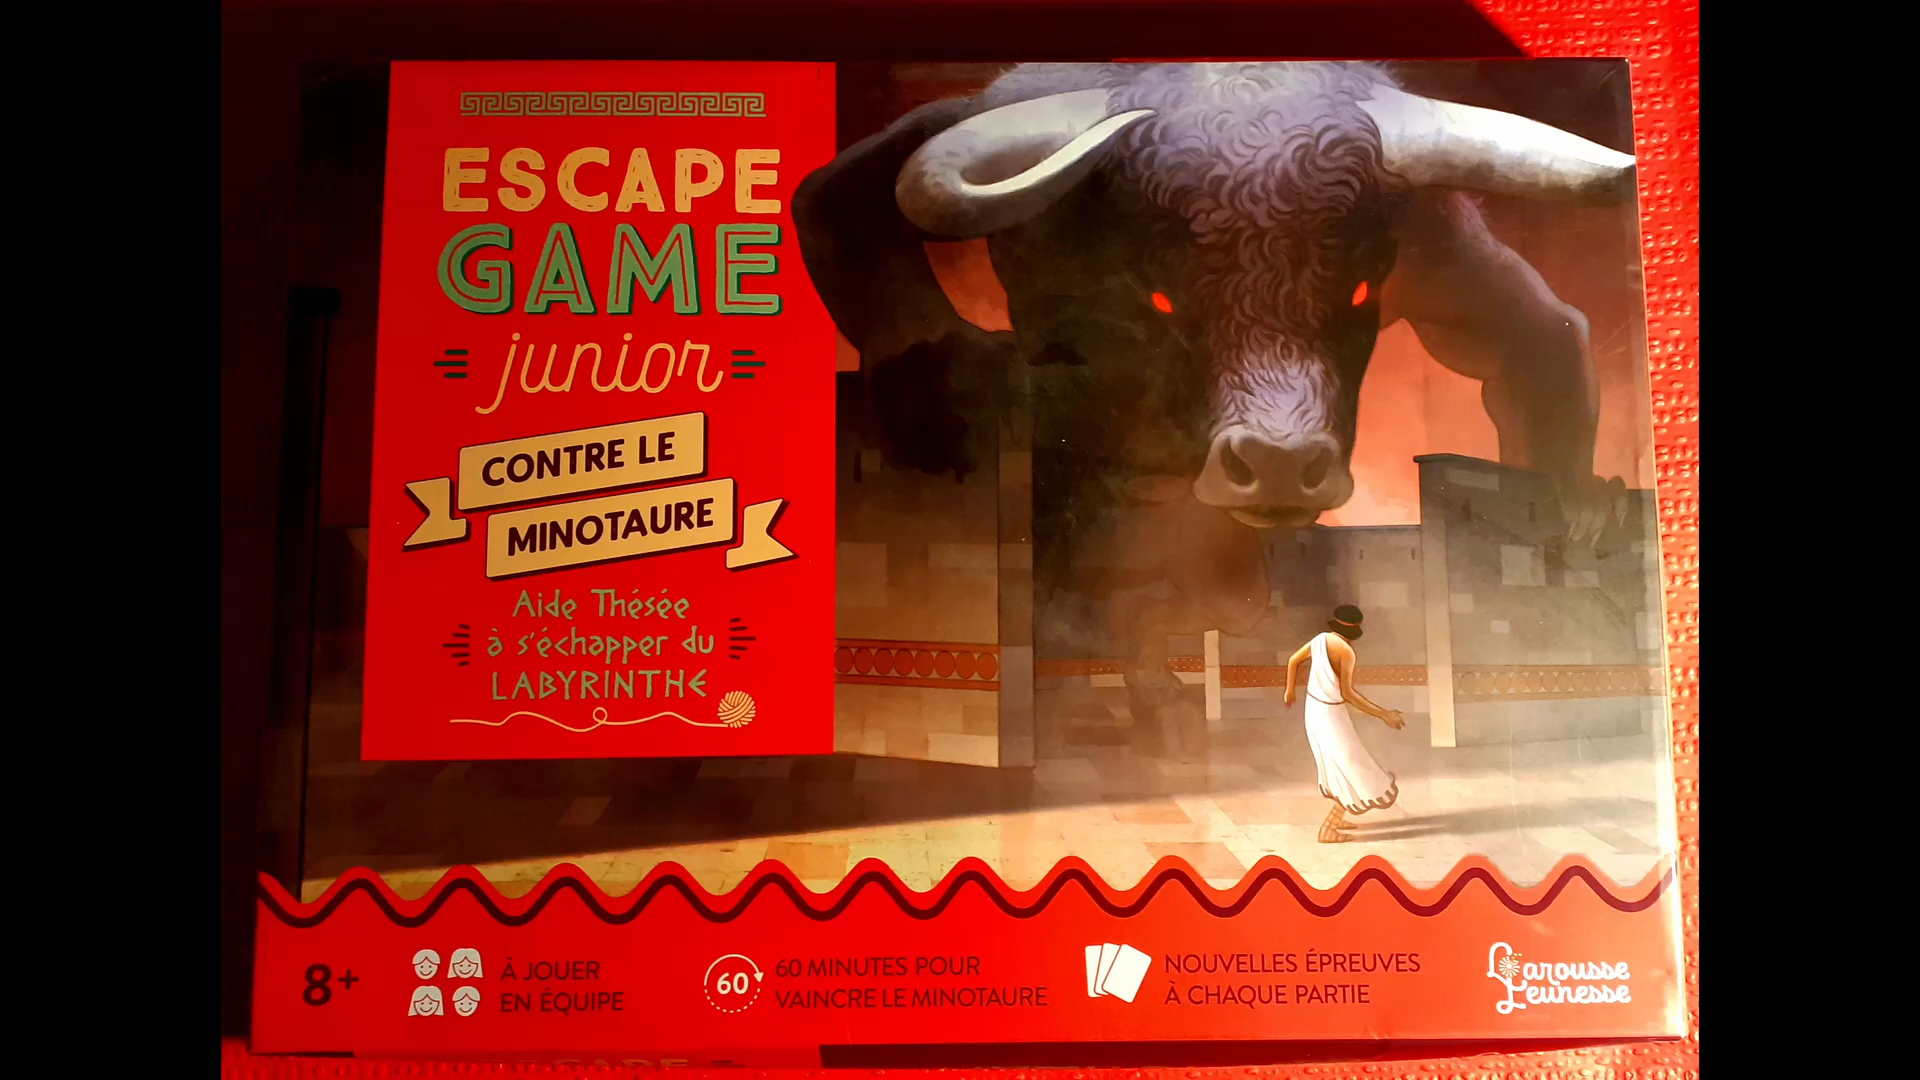 ESCAPE
GAME
junior
CONTRE LE
MINOTAURE
Aide Thésée
à s'échapper du
LABYRINTHE
8+
À JOUER
EN ÉQUIPE
60
60 MINUTES POUR
VAINCRE LE MINOTAURE
NOUVELLES ÉPREUVES
À CHAQUE PARTIE
Larousse
Jeunesse